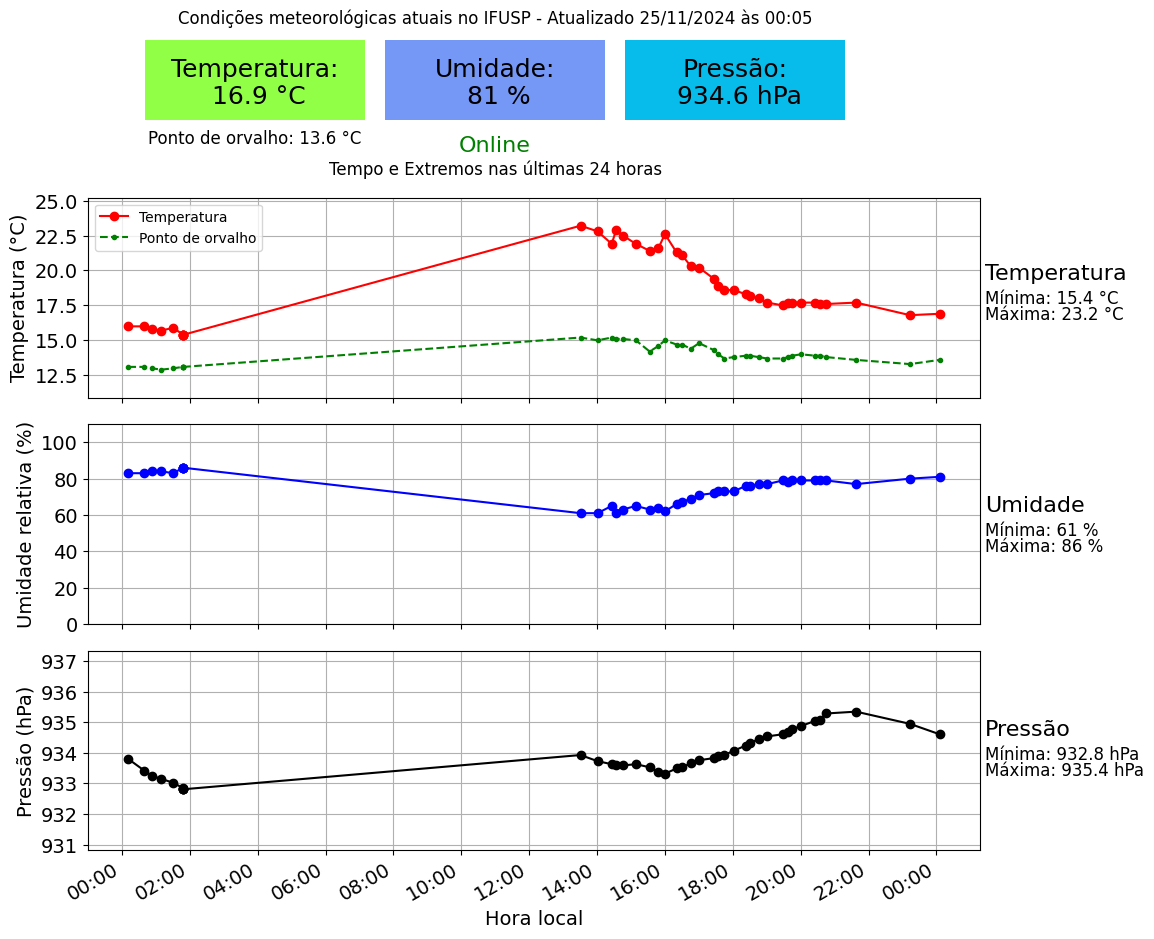 Condições meteorológicas atuais no IFUSP - Atualizado 25/11/2024 às 00:05
Temperatura:
16.9 °C
Umidade:
81 %
Pressão:
934.6 hPa
Ponto de orvalho: 13.6 °C
Online
Tempo e Extremos nas últimas 24 horas
Temperatura (°C)
25.0
22.5
20.0
17.5
15.0
12.5
Temperatura
Ponto de orvalho
Temperatura
Mínima: 15.4 °C
Máxima: 23.2 °C
Umidade relativa (%)
100
80
60
40
20
0
Umidade
Mínima: 61 %
Máxima: 86 %
Pressão (hPa)
937
936
935
934
933
932
931
Pressão
Mínima: 932.8 hPa
Máxima: 935.4 hPa
00:00 02:00 04:00 06:00 08:00 10:00 12:00 14:00 16:00 18:00 20:00 22:00 00:00
Hora local